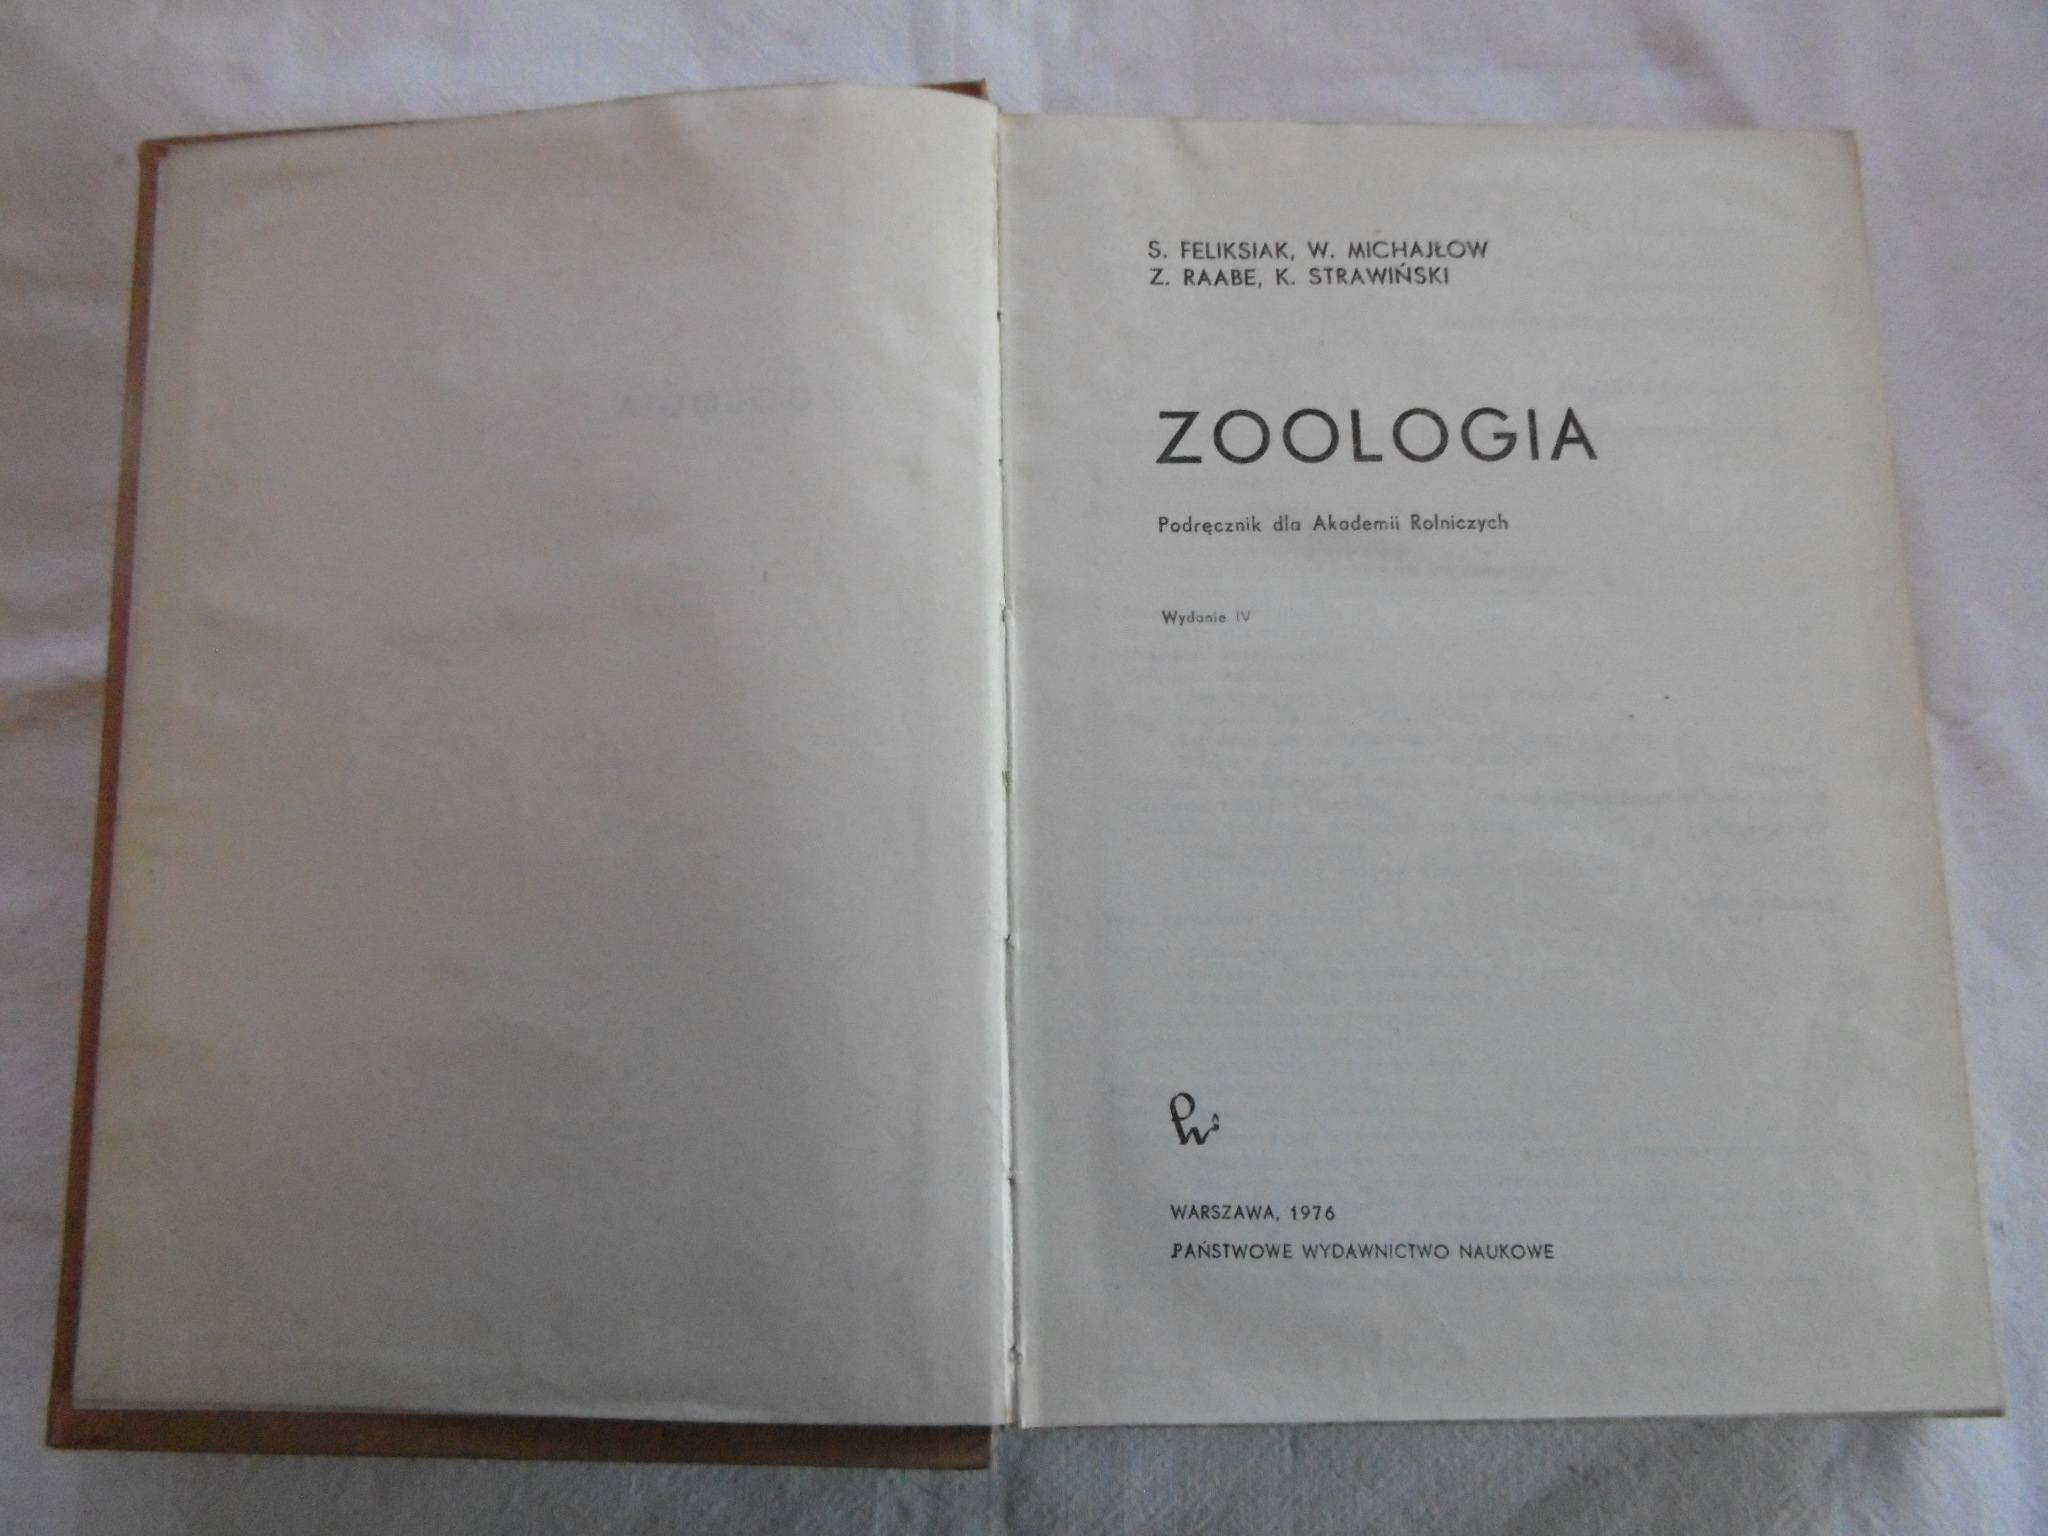 S. FELIKSIAK, W. MICHAJŁOW
Z. RAABE, K. STRAWIŃSKI
ZOOLOGIA
Podręcznik dla Akademii Rolniczych
Wydanie IV
WARSZAWA, 1976
PAŃSTWOWE WYDAWNICTWO NAUKOWE